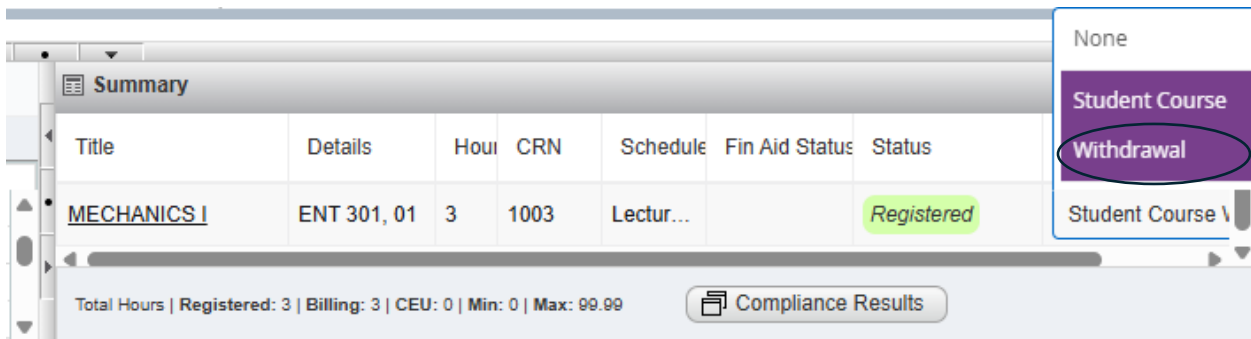 None
Summary
Student Course
Withdrawal
Title Details Hour CRN Schedule Fin Aid Status Status
MECHANICS I ENT 301, 01 3 1003 Lectur... Registered Student Course W
Total Hours | Registered: 3 | Billing: 3 | CEU: 0 | Min: 0 | Max: 99.99 Compliance Results